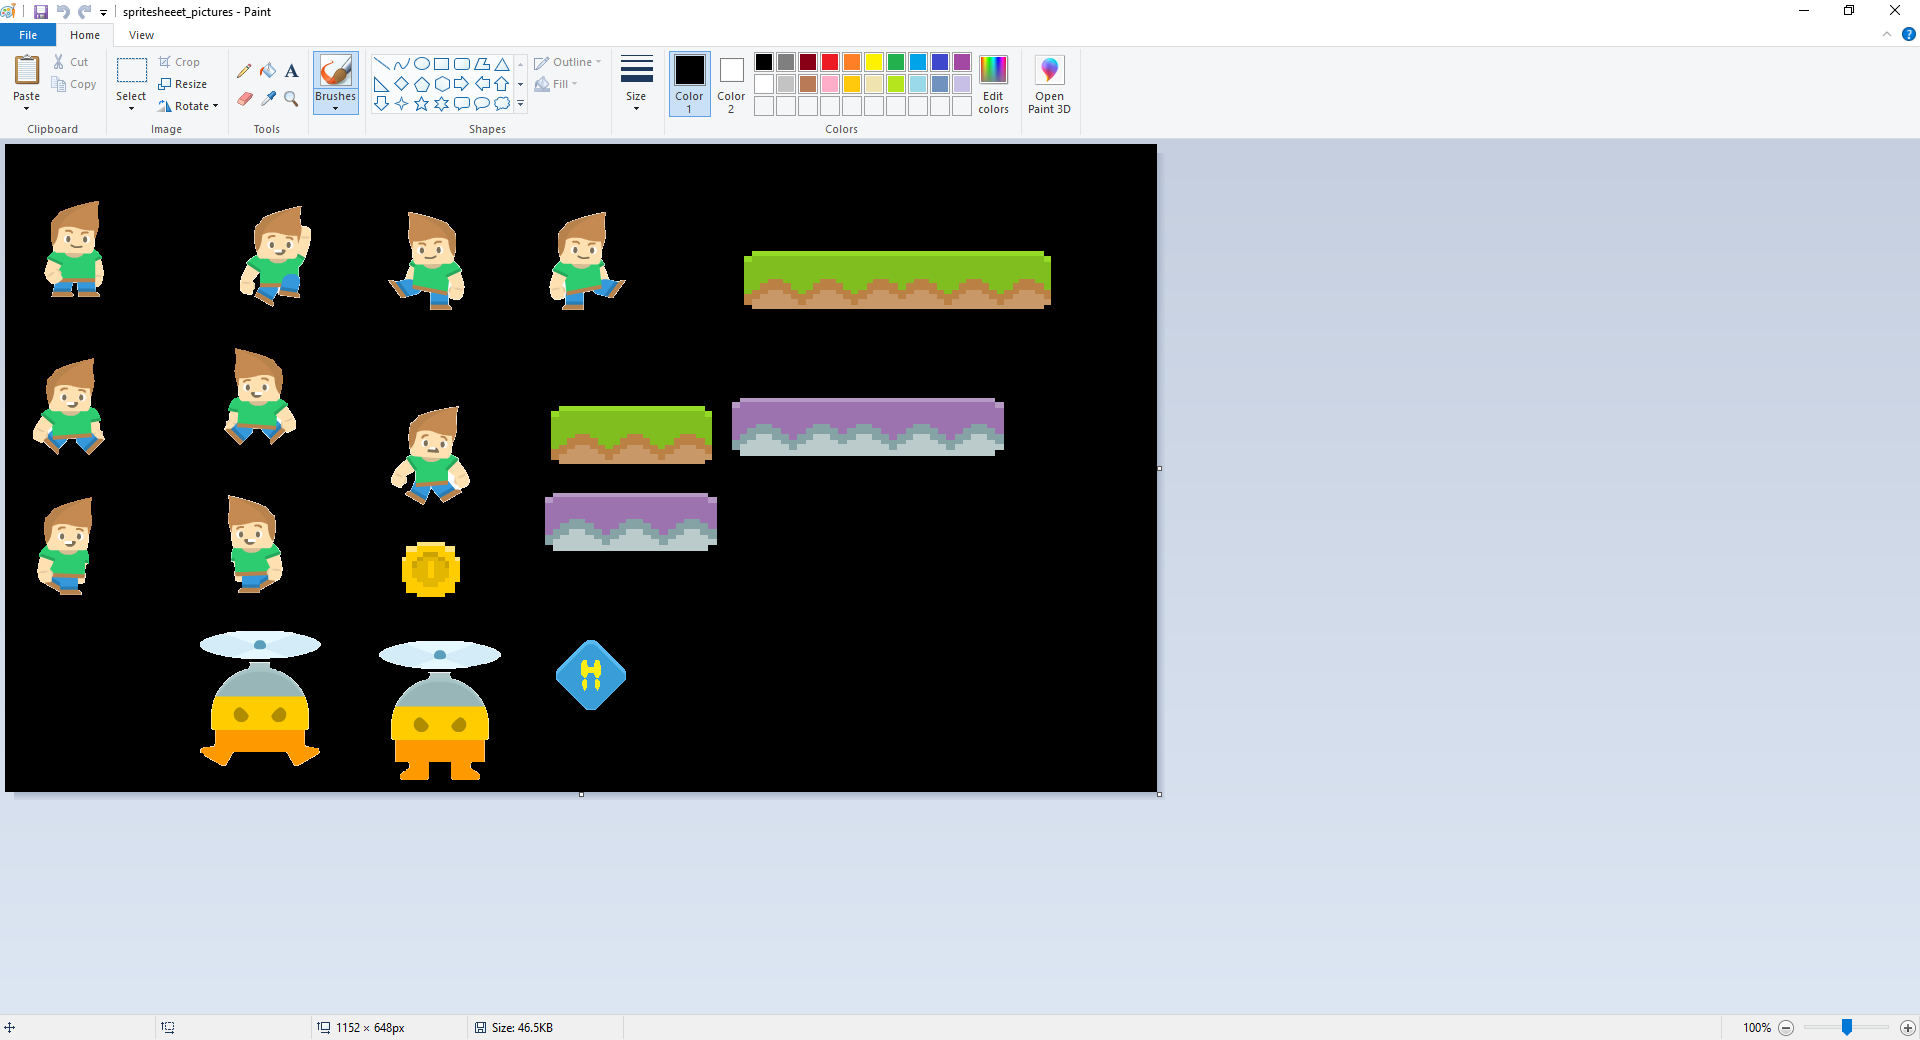 spritesheeet_pictures - Paint
File Home View
Paste
Cut
Copy
Clipboard
Select
Crop
Resize
Rotate
Image
A
Tools
Brushes
Outline
Fill
Shapes
Size
Color
1
Color
2
Edit
colors
Colors
Open
Paint 3D
?
1152 × 648px
Size: 46.5KB
100%